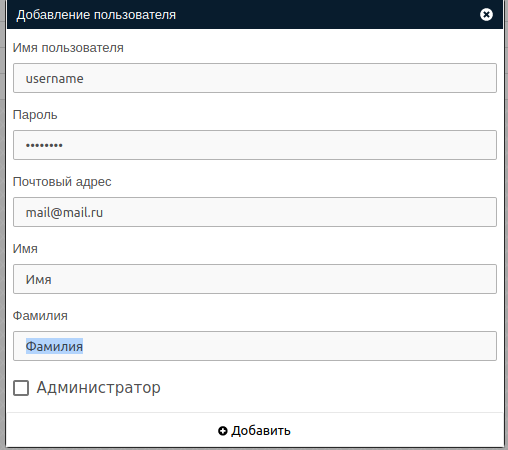 Добавление пользователя
Имя пользователя
username
Пароль
••••••••
Почтовый адрес
mail@mail.ru
Имя
Имя
Фамилия
Фамилия
Администратор
Добавить